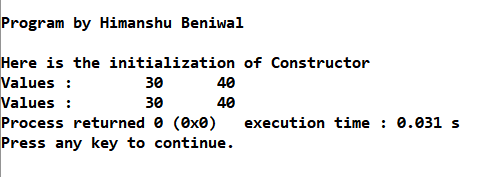 Program by Himanshu Beniwal
Here is the initialization of Constructor
Values :        30      40
Values :        30      40
Process returned 0 (0x0)   execution time : 0.031 s
Press any key to continue.